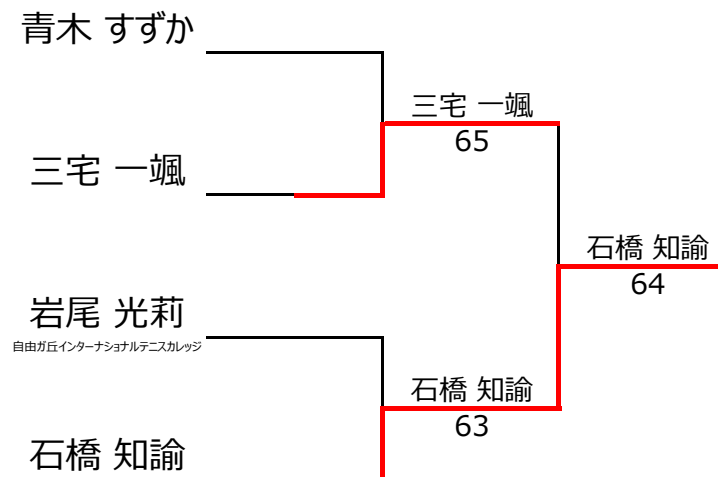 青木 すずか
三宅 一颯
65
三宅 一颯
石橋 知諭
64
岩尾 光莉
自由ガ丘インターナショナルテニスカレッジ
石橋 知諭
63
石橋 知諭